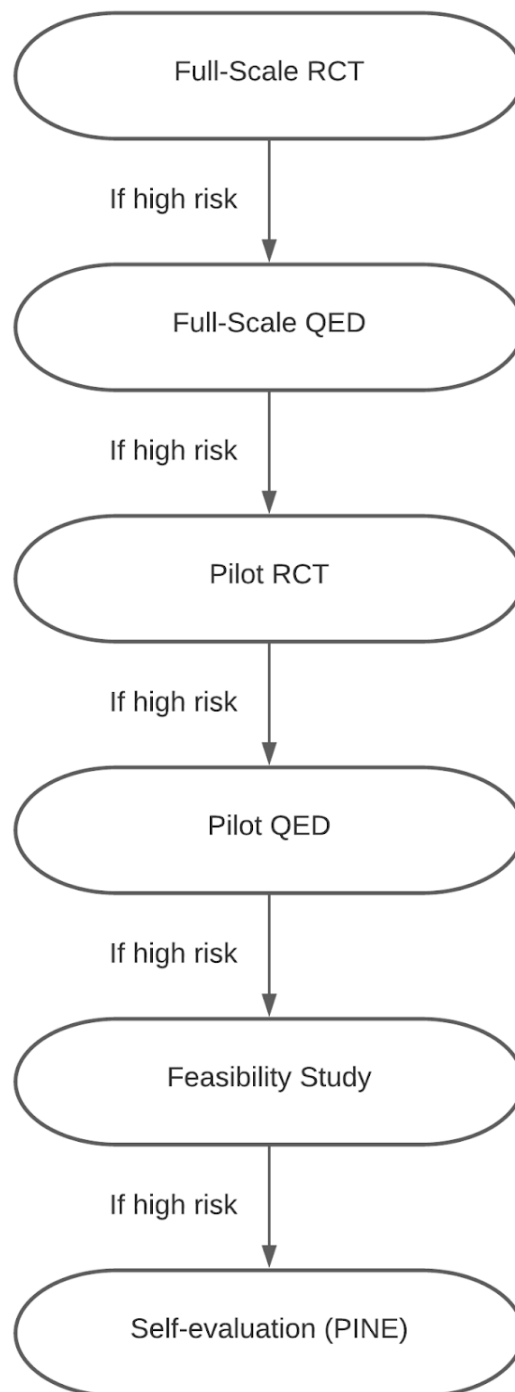 Full-Scale RCT
If high risk
Full-Scale QED
If high risk
Pilot RCT
If high risk
Pilot QED
If high risk
Feasibility Study
If high risk
Self-evaluation (PINE)